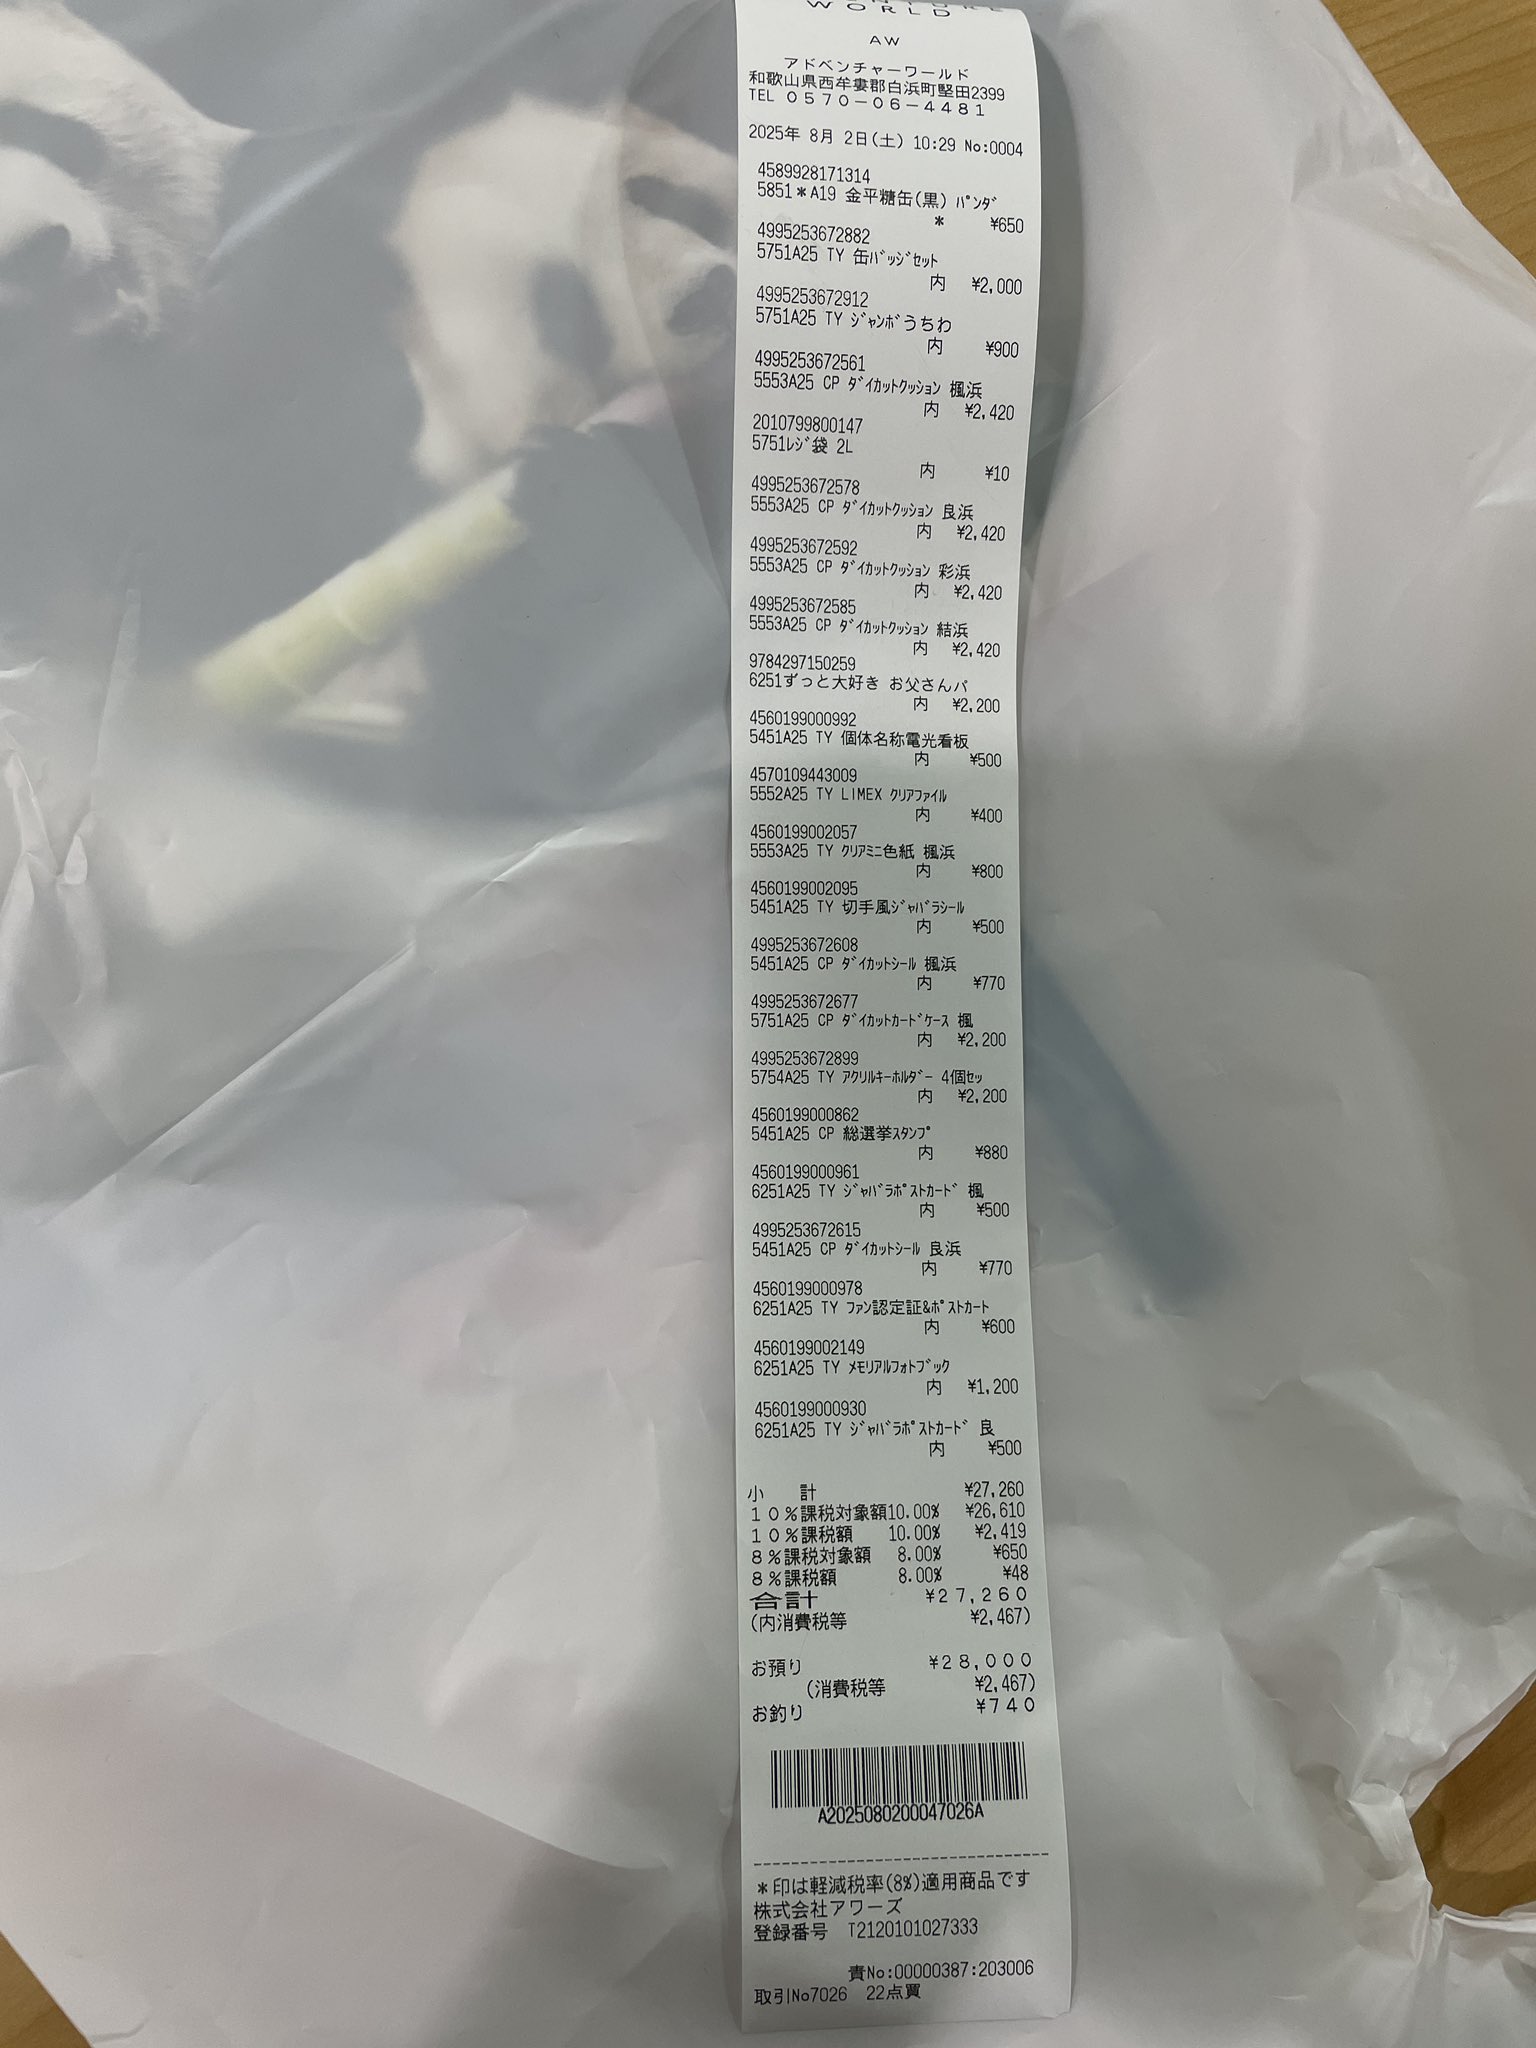 WORLD
AW
アドベンチャーワールド
和歌山県西牟婁郡白浜町堅田2399
TEL 0570-06-4481
2025年 8月 2日(土) 10:29 No:0004
4589928171314
5851*A19 金平糖缶(黒) ﾊﾟﾝﾀﾞ
* ¥650
4995253672882
5751A25 TY 缶ﾊﾞｯｼﾞｾｯﾄ
内 ¥2,000
4995253672912
5751A25 TY ｼﾞｬﾝﾎﾞうちわ
内 ¥900
4995253672561
5553A25 CP ﾀﾞｲｶｯﾄｸｯｼｮﾝ 楓浜
内 ¥2,420
2010799800147
5751ﾚｼﾞ袋 2L
内 ¥10
4995253672578
5553A25 CP ﾀﾞｲｶｯﾄｸｯｼｮﾝ 良浜
内 ¥2,420
4995253672592
5553A25 CP ﾀﾞｲｶｯﾄｸｯｼｮﾝ 彩浜
内 ¥2,420
4995253672585
5553A25 CP ﾀﾞｲｶｯﾄｸｯｼｮﾝ 結浜
内 ¥2,420
9784297150259
6251ずっと大好き お父さんパ
内 ¥2,200
4560199000992
5451A25 TY 個体名称電光看板
内 ¥500
4570109443009
5552A25 TY LIMEX ｸﾘｱﾌｧｲﾙ
内 ¥400
4560199002057
5553A25 TY ｸﾘｱﾐﾆ色紙 楓浜
内 ¥800
4560199002095
5451A25 TY 切手風ｼﾞｬﾊﾞﾗｼｰﾙ
内 ¥500
4995253672608
5451A25 CP ﾀﾞｲｶｯﾄｼｰﾙ 楓浜
内 ¥770
4995253672677
5751A25 CP ﾀﾞｲｶｯﾄｶｰﾄﾞｹｰｽ 楓
内 ¥2,200
4995253672899
5754A25 TY ｱｸﾘﾙｷｰﾎﾙﾀﾞｰ 4個ｾｯ
内 ¥2,200
4560199000862
5451A25 CP 総選挙ｽﾀﾝﾌﾟ
内 ¥880
4560199000961
6251A25 TY ｼﾞｬﾊﾞﾗﾎﾟｽﾄｶｰﾄﾞ 楓
内 ¥500
4995253672615
5451A25 CP ﾀﾞｲｶｯﾄｼｰﾙ 良浜
内 ¥770
4560199000978
6251A25 TY ﾌｧﾝ認定証&ﾎﾟｽﾄｶｰﾄ
内 ¥600
4560199002149
6251A25 TY ﾒﾓﾘｱﾙﾌｫﾄﾌﾞｯｸ
内 ¥1,200
4560199000930
6251A25 TY ｼﾞｬﾊﾞﾗﾎﾟｽﾄｶｰﾄﾞ 良
内 ¥500
小 計 ¥27,260
10%課税対象額10.00% ¥26,610
10%課税額 10.00% ¥2,419
8%課税対象額 8.00% ¥650
8%課税額 8.00% ¥48
合計 ¥27,260
(内消費税等 ¥2,467)
お預り ¥28,000
(消費税等 ¥2,467)
お釣り ¥740
A2025080200047026A
*印は軽減税率(8%)適用商品です
株式会社アワーズ
登録番号 T2120101027333
責No:00000387:203006
取引No7026 22点買